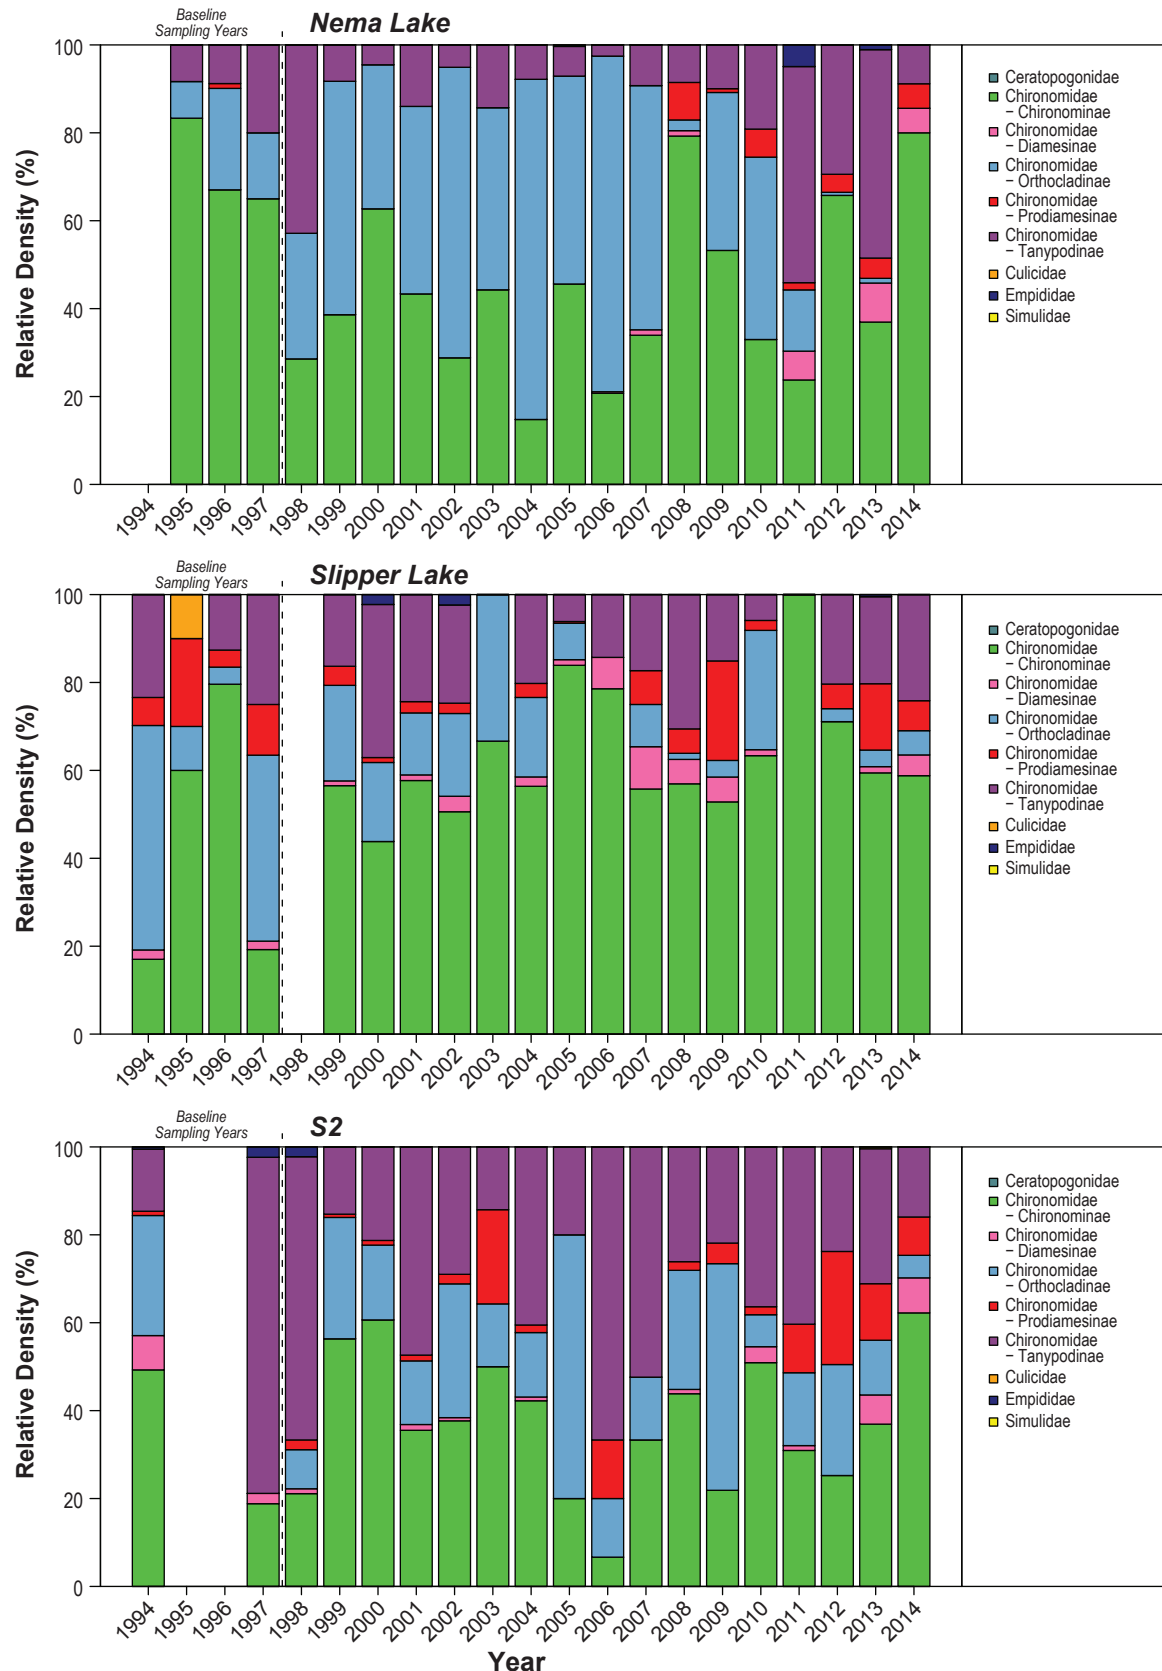 Baseline
Sampling Years
Nema Lake
Relative Density (%)
100
80
60
40
20
0
1994
1995
1996
1997
1998
1999
2000
2001
2002
2003
2004
2005
2006
2007
2008
2009
2010
2011
2012
2013
2014
Ceratopogonidae
Chironomidae
– Chironominae
Chironomidae
– Diamesinae
Chironomidae
– Orthocladinae
Chironomidae
– Prodiamesinae
Chironomidae
– Tanypodinae
Culicidae
Empididae
Simulidae
Baseline
Sampling Years
Slipper Lake
Relative Density (%)
100
80
60
40
20
0
1994
1995
1996
1997
1998
1999
2000
2001
2002
2003
2004
2005
2006
2007
2008
2009
2010
2011
2012
2013
2014
Ceratopogonidae
Chironomidae
– Chironominae
Chironomidae
– Diamesinae
Chironomidae
– Orthocladinae
Chironomidae
– Prodiamesinae
Chironomidae
– Tanypodinae
Culicidae
Empididae
Simulidae
Baseline
Sampling Years
S2
Relative Density (%)
100
80
60
40
20
0
1994
1995
1996
1997
1998
1999
2000
2001
2002
2003
2004
2005
2006
2007
2008
2009
2010
2011
2012
2013
2014
Ceratopogonidae
Chironomidae
– Chironominae
Chironomidae
– Diamesinae
Chironomidae
– Orthocladinae
Chironomidae
– Prodiamesinae
Chironomidae
– Tanypodinae
Culicidae
Empididae
Simulidae
Year